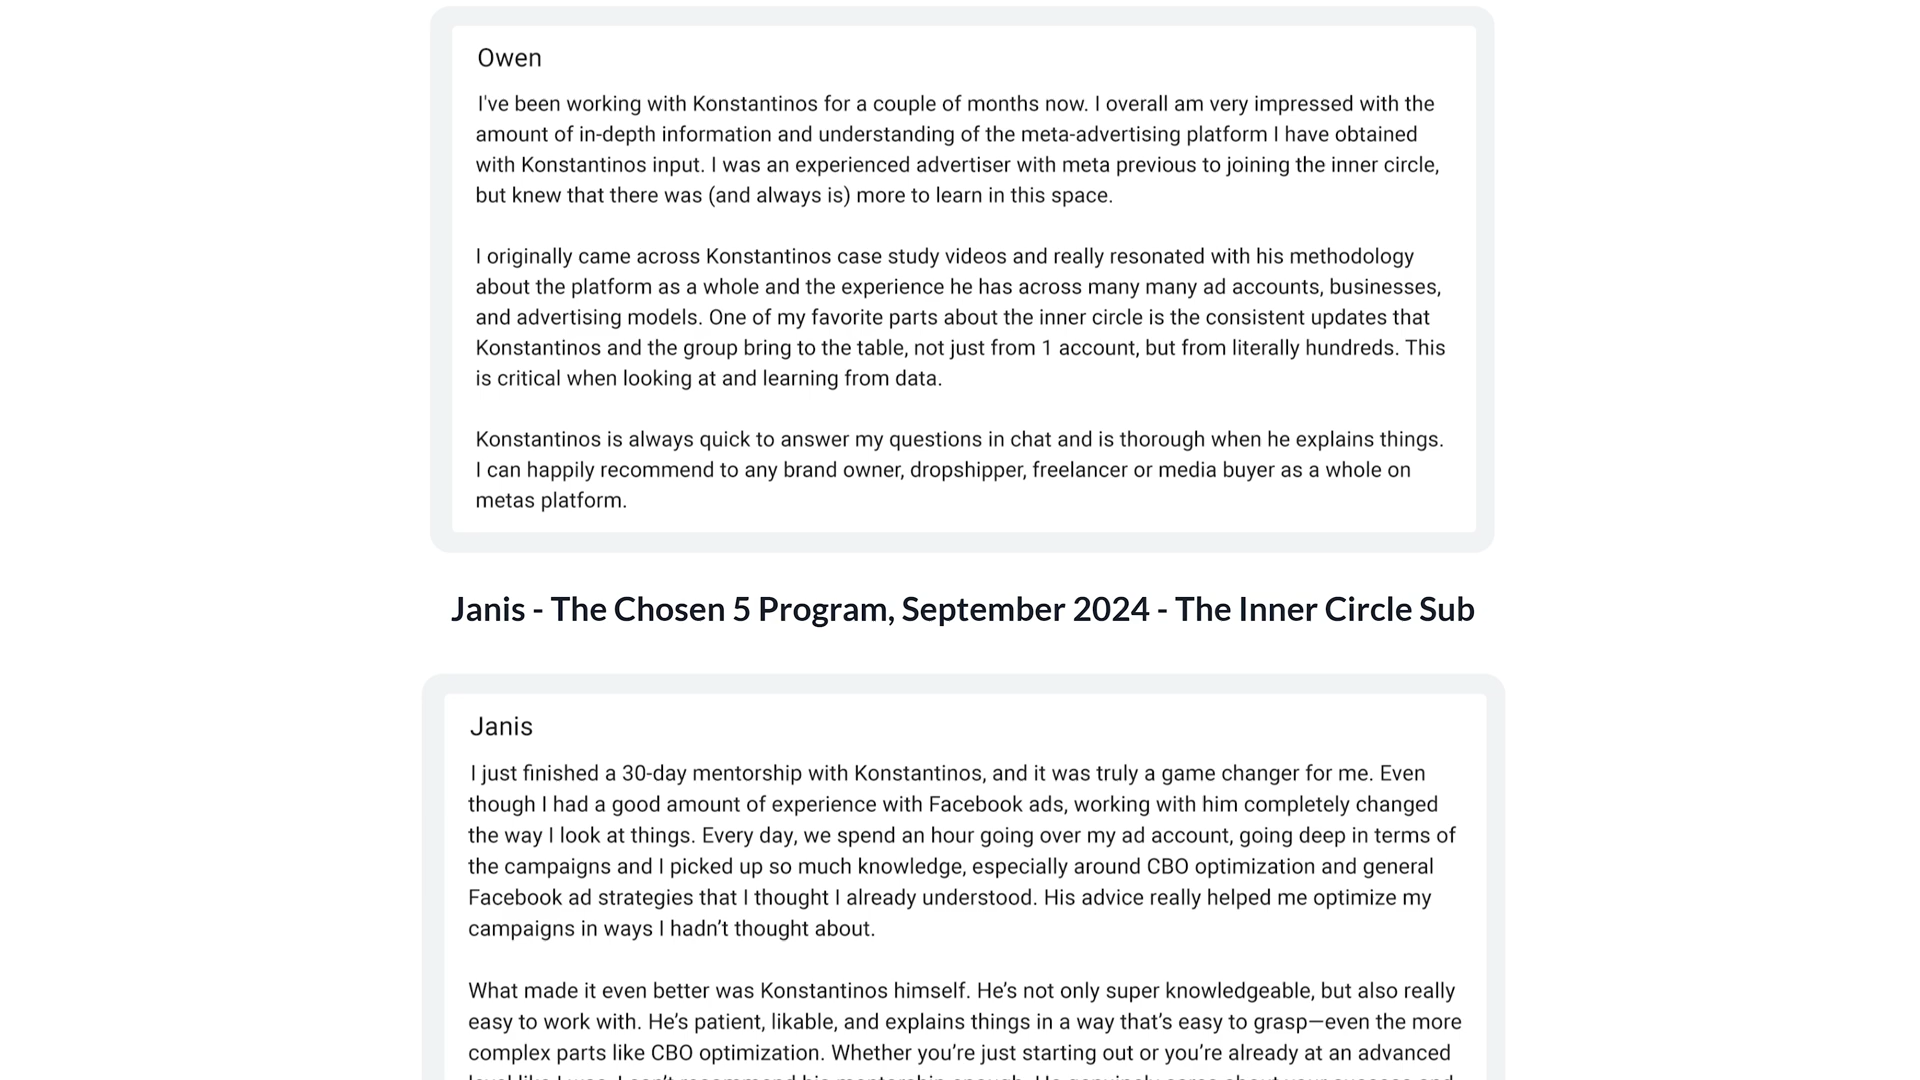 Owen
I've been working with Konstantinos for a couple of months now. I overall am very impressed with the
amount of in-depth information and understanding of the meta-advertising platform I have obtained
with Konstantinos input. I was an experienced advertiser with meta previous to joining the inner circle,
but knew that there was (and always is) more to learn in this space.
I originally came across Konstantinos case study videos and really resonated with his methodology
about the platform as a whole and the experience he has across many many ad accounts, businesses,
and advertising models. One of my favorite parts about the inner circle is the consistent updates that
Konstantinos and the group bring to the table, not just from 1 account, but from literally hundreds. This
is critical when looking at and learning from data.
Konstantinos is always quick to answer my questions in chat and is thorough when he explains things.
I can happily recommend to any brand owner, dropshipper, freelancer or media buyer as a whole on
metas platform.
Janis - The Chosen 5 Program, September 2024 - The Inner Circle Sub
Janis
I just finished a 30-day mentorship with Konstantinos, and it was truly a game changer for me. Even
though I had a good amount of experience with Facebook ads, working with him completely changed
the way I look at things. Every day, we spend an hour going over my ad account, going deep in terms of
the campaigns and I picked up so much knowledge, especially around CBO optimization and general
Facebook ad strategies that I thought I already understood. His advice really helped me optimize my
campaigns in ways I hadn’t thought about.
What made it even better was Konstantinos himself. He’s not only super knowledgeable, but also really
easy to work with. He’s patient, likable, and explains things in a way that’s easy to grasp—even the more
complex parts like CBO optimization. Whether you’re just starting out or you’re already at an advanced